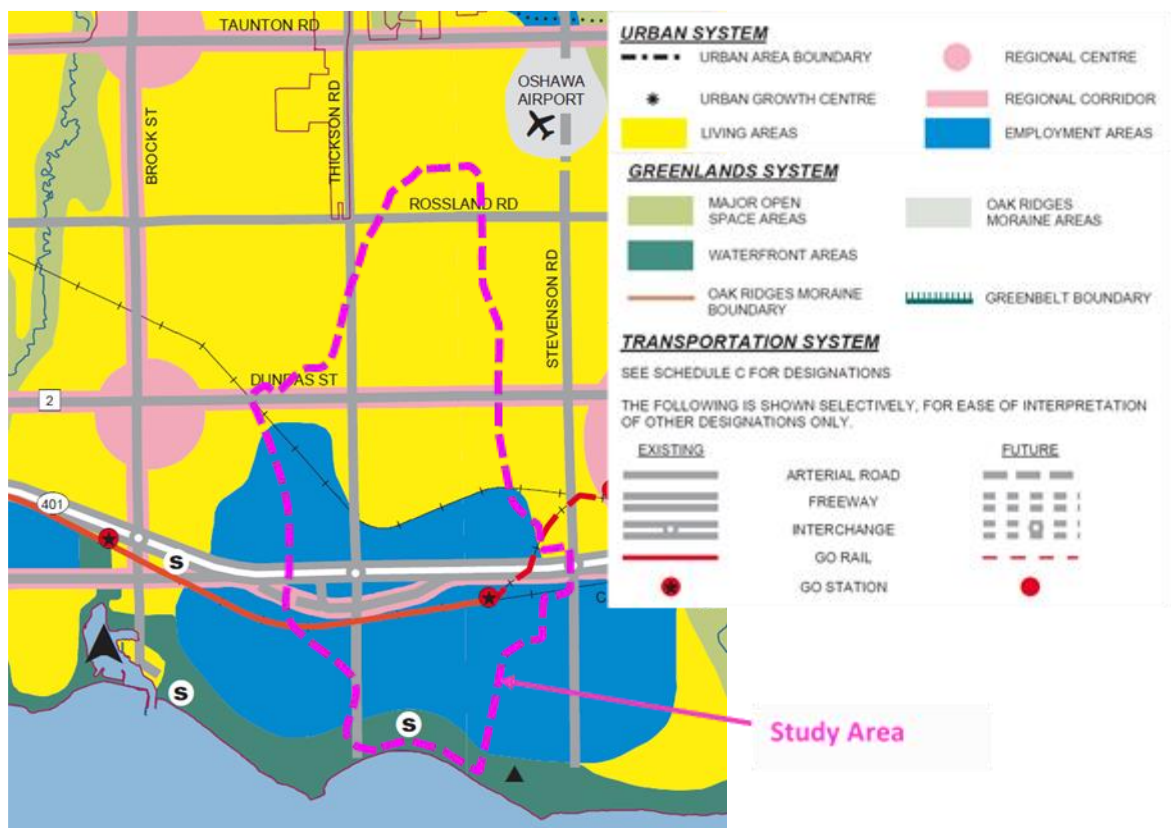 TAUNTON RD
OSHAWA
AIRPORT
BROCK ST
THICKSON RD
ROSSLAND RD
STEVENSON RD
DUNDAS ST
2
401
S
S
S
C
URBAN SYSTEM
URBAN AREA BOUNDARY
REGIONAL CENTRE
URBAN GROWTH CENTRE
REGIONAL CORRIDOR
LIVING AREAS
EMPLOYMENT AREAS
GREENLANDS SYSTEM
MAJOR OPEN
SPACE AREAS
OAK RIDGES
MORAINE AREAS
WATERFRONT AREAS
OAK RIDGES MORAINE
BOUNDARY
GREENBELT BOUNDARY
TRANSPORTATION SYSTEM
SEE SCHEDULE C FOR DESIGNATIONS
THE FOLLOWING IS SHOWN SELECTIVELY, FOR EASE OF INTERPRETATION
OF OTHER DESIGNATIONS ONLY.
EXISTING
FUTURE
ARTERIAL ROAD
FREEWAY
INTERCHANGE
GO RAIL
GO STATION
Study Area